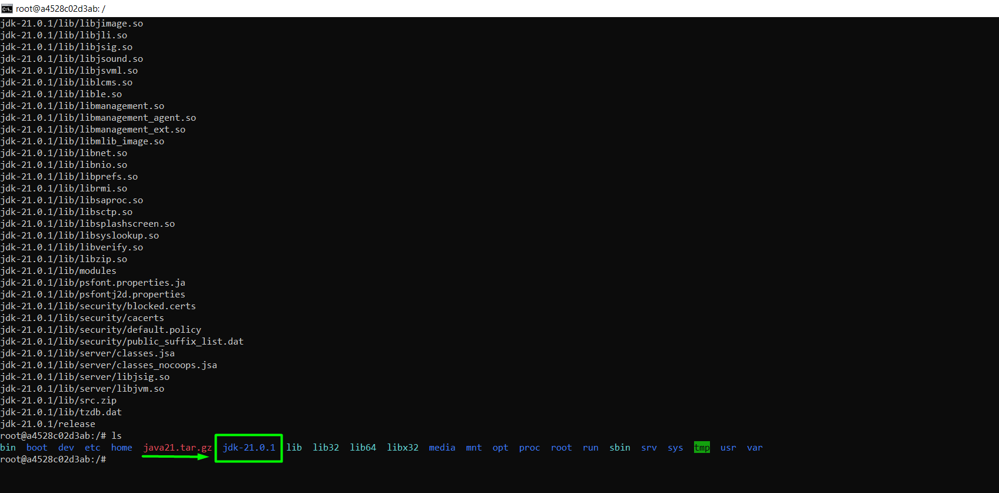 root@a4528c02d3ab: /
jdk-21.0.1/lib/libjimage.so
jdk-21.0.1/lib/libjli.so
jdk-21.0.1/lib/libjsig.so
jdk-21.0.1/lib/libjsound.so
jdk-21.0.1/lib/libjsvml.so
jdk-21.0.1/lib/liblcms.so
jdk-21.0.1/lib/lible.so
jdk-21.0.1/lib/libmanagement.so
jdk-21.0.1/lib/libmanagement_agent.so
jdk-21.0.1/lib/libmanagement_ext.so
jdk-21.0.1/lib/libmlib_image.so
jdk-21.0.1/lib/libnet.so
jdk-21.0.1/lib/libnio.so
jdk-21.0.1/lib/libprefs.so
jdk-21.0.1/lib/librmi.so
jdk-21.0.1/lib/libsaproc.so
jdk-21.0.1/lib/libsctp.so
jdk-21.0.1/lib/libsplashscreen.so
jdk-21.0.1/lib/libsyslookup.so
jdk-21.0.1/lib/libverify.so
jdk-21.0.1/lib/libzip.so
jdk-21.0.1/lib/modules
jdk-21.0.1/lib/psfont.properties.ja
jdk-21.0.1/lib/psfontj2d.properties
jdk-21.0.1/lib/security/blocked.certs
jdk-21.0.1/lib/security/cacerts
jdk-21.0.1/lib/security/default.policy
jdk-21.0.1/lib/security/public_suffix_list.dat
jdk-21.0.1/lib/server/classes.jsa
jdk-21.0.1/lib/server/classes_nocoops.jsa
jdk-21.0.1/lib/server/libjsig.so
jdk-21.0.1/lib/server/libjvm.so
jdk-21.0.1/lib/src.zip
jdk-21.0.1/lib/tzdb.dat
jdk-21.0.1/release
root@a4528c02d3ab:/# ls
bin boot dev etc home java21.tar.gz jdk-21.0.1 lib lib32 lib64 libx32 media mnt opt proc root run sbin srv sys tmp usr var
root@a4528c02d3ab:/#